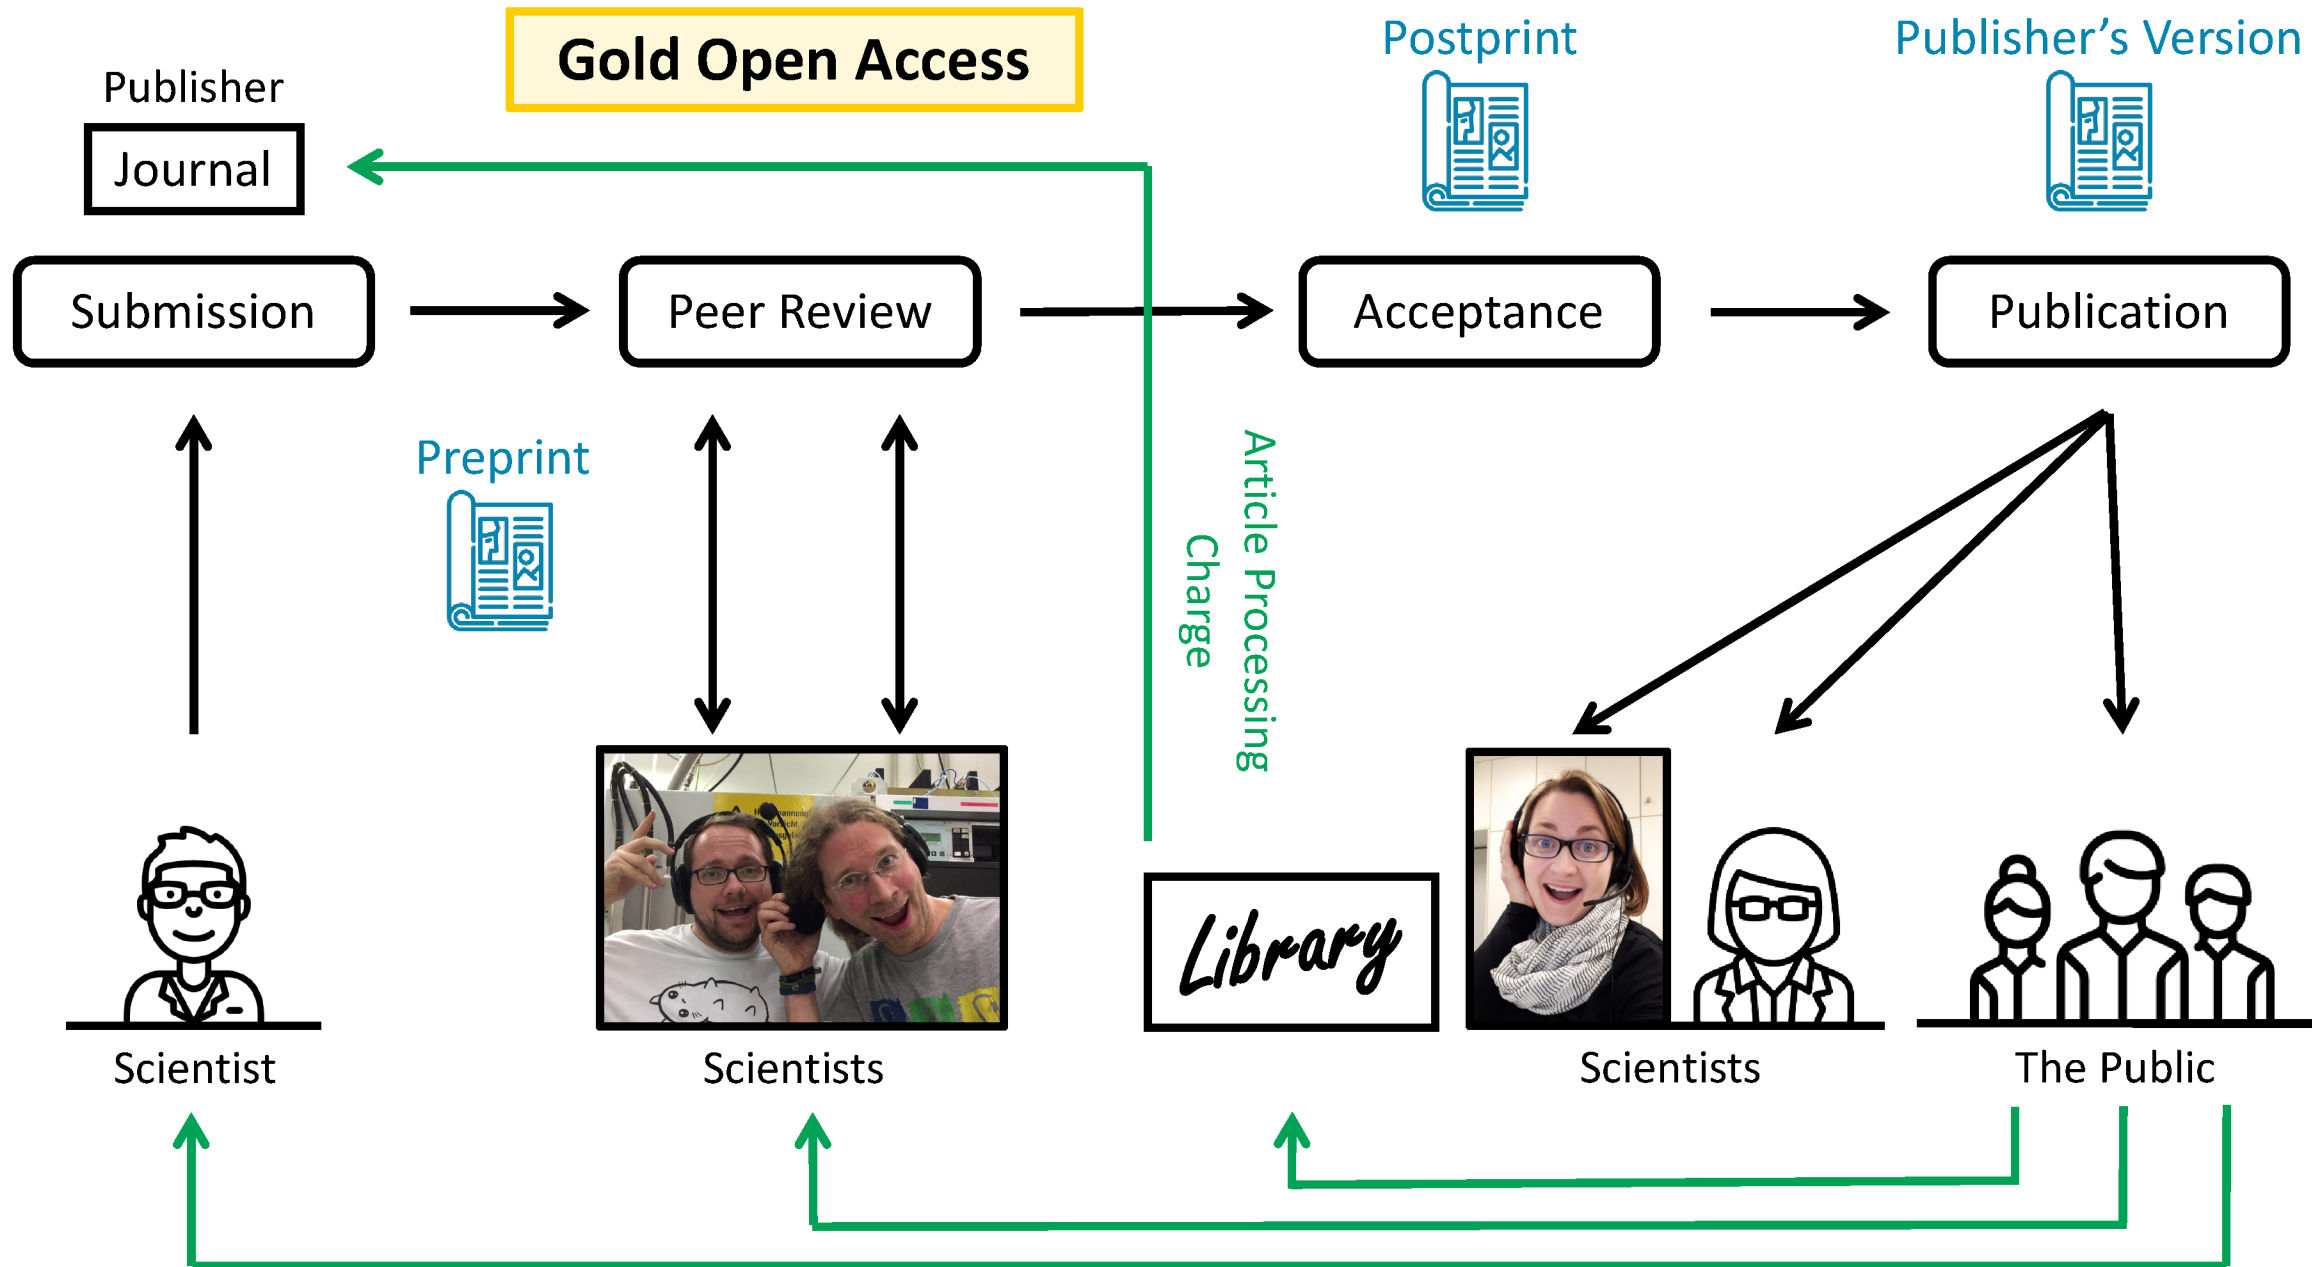 Gold Open Access
Postprint
Publisher's Version
Publisher
Journal
Submission
Peer Review
Acceptance
Publication
Preprint
Article Processing
Charge
Library
Scientist
Scientists
Scientists
The Public